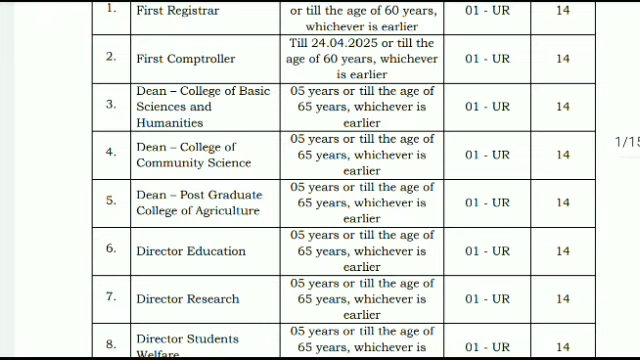 1. First Registrar or till the age of 60 years, whichever is earlier 01 - UR 14
2. First Comptroller Till 24.04.2025 or till the age of 60 years, whichever is earlier 01 - UR 14
3. Dean – College of Basic Sciences and Humanities 05 years or till the age of 65 years, whichever is earlier 01 - UR 14
4. Dean – College of Community Science 05 years or till the age of 65 years, whichever is earlier 01 - UR 14
5. Dean – Post Graduate College of Agriculture 05 years or till the age of 65 years, whichever is earlier 01 - UR 14
6. Director Education 05 years or till the age of 65 years, whichever is earlier 01 - UR 14
7. Director Research 05 years or till the age of 65 years, whichever is earlier 01 - UR 14
8. Director Students Welfare 05 years or till the age of 65 years, whichever is 01 - UR 14
1/15